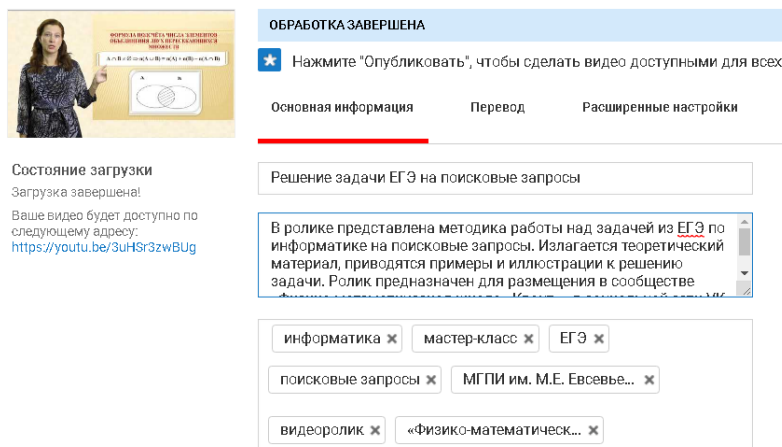 ФОРМУЛА ПОДСЧЁТА ЧИСЛА ЭЛЕМЕНТОВ
ОБЪЕДИНЕНИЯ ДВУХ ПЕРЕСЕКАЮЩИХСЯ
МНОЖЕСТВ
A B
ОБРАБОТКА ЗАВЕРШЕНА
Нажмите "Опубликовать", чтобы сделать видео доступными для всех
Основная информация Перевод Расширенные настройки
Состояние загрузки
Загрузка завершена!
Ваше видео будет доступно по
следующему адресу:
https://youtu.be/3uHSr3zwBUg
Решение задачи ЕГЭ на поисковые запросы
В ролике представлена методика работы над задачей из ЕГЭ по
информатике на поисковые запросы. Излагается теоретический
материал, приводятся примеры и иллюстрации к решению
задачи. Ролик предназначен для размещения в сообществе
информатика × мастер-класс × ЕГЭ ×
поисковые запросы × МГПИ им. М.Е. Евсевье... ×
видеоролик × «Физико-математическ... ×